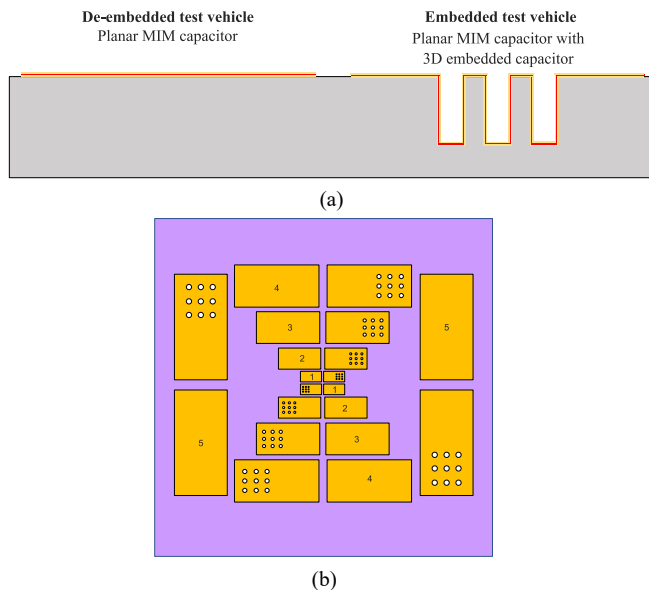 De-embedded test vehicle
Planar MIM capacitor
Embedded test vehicle
Planar MIM capacitor with
3D embedded capacitor
(a)
4
5
3
2
1
1
2
3
5
4
(b)